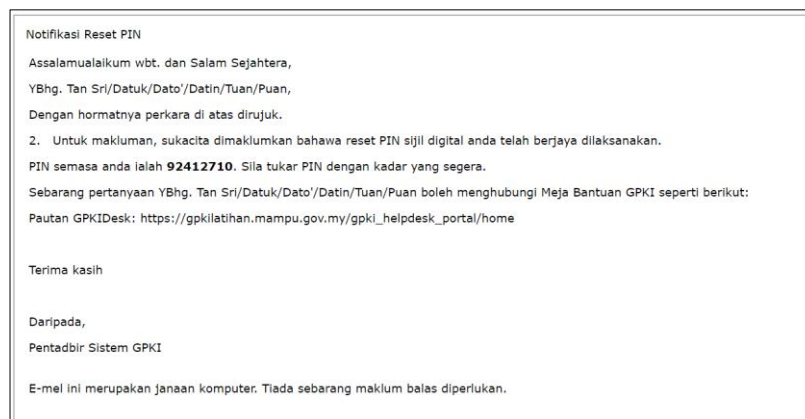 Notifikasi Reset PIN
Assalamualaikum wbt. dan Salam Sejahtera,
YBhg. Tan Sri/Datuk/Dato'/Datin/Tuan/Puan,
Dengan hormatnya perkara di atas dirujuk.
2. Untuk makluman, sukacita dimaklumkan bahawa reset PIN sijil digital anda telah berjaya dilaksanakan.
PIN semasa anda ialah 92412710. Sila tukar PIN dengan kadar yang segera.
Sebarang pertanyaan YBhg. Tan Sri/Datuk/Dato'/Datin/Tuan/Puan boleh menghubungi Meja Bantuan GPKI seperti berikut:
Pautan GPKIDesk: https://gpkilatihan.mampu.gov.my/gpki_helpdesk_portal/home
Terima kasih
Daripada,
Pentadbir Sistem GPKI
E-mel ini merupakan janaan komputer. Tiada sebarang maklum balas diperlukan.